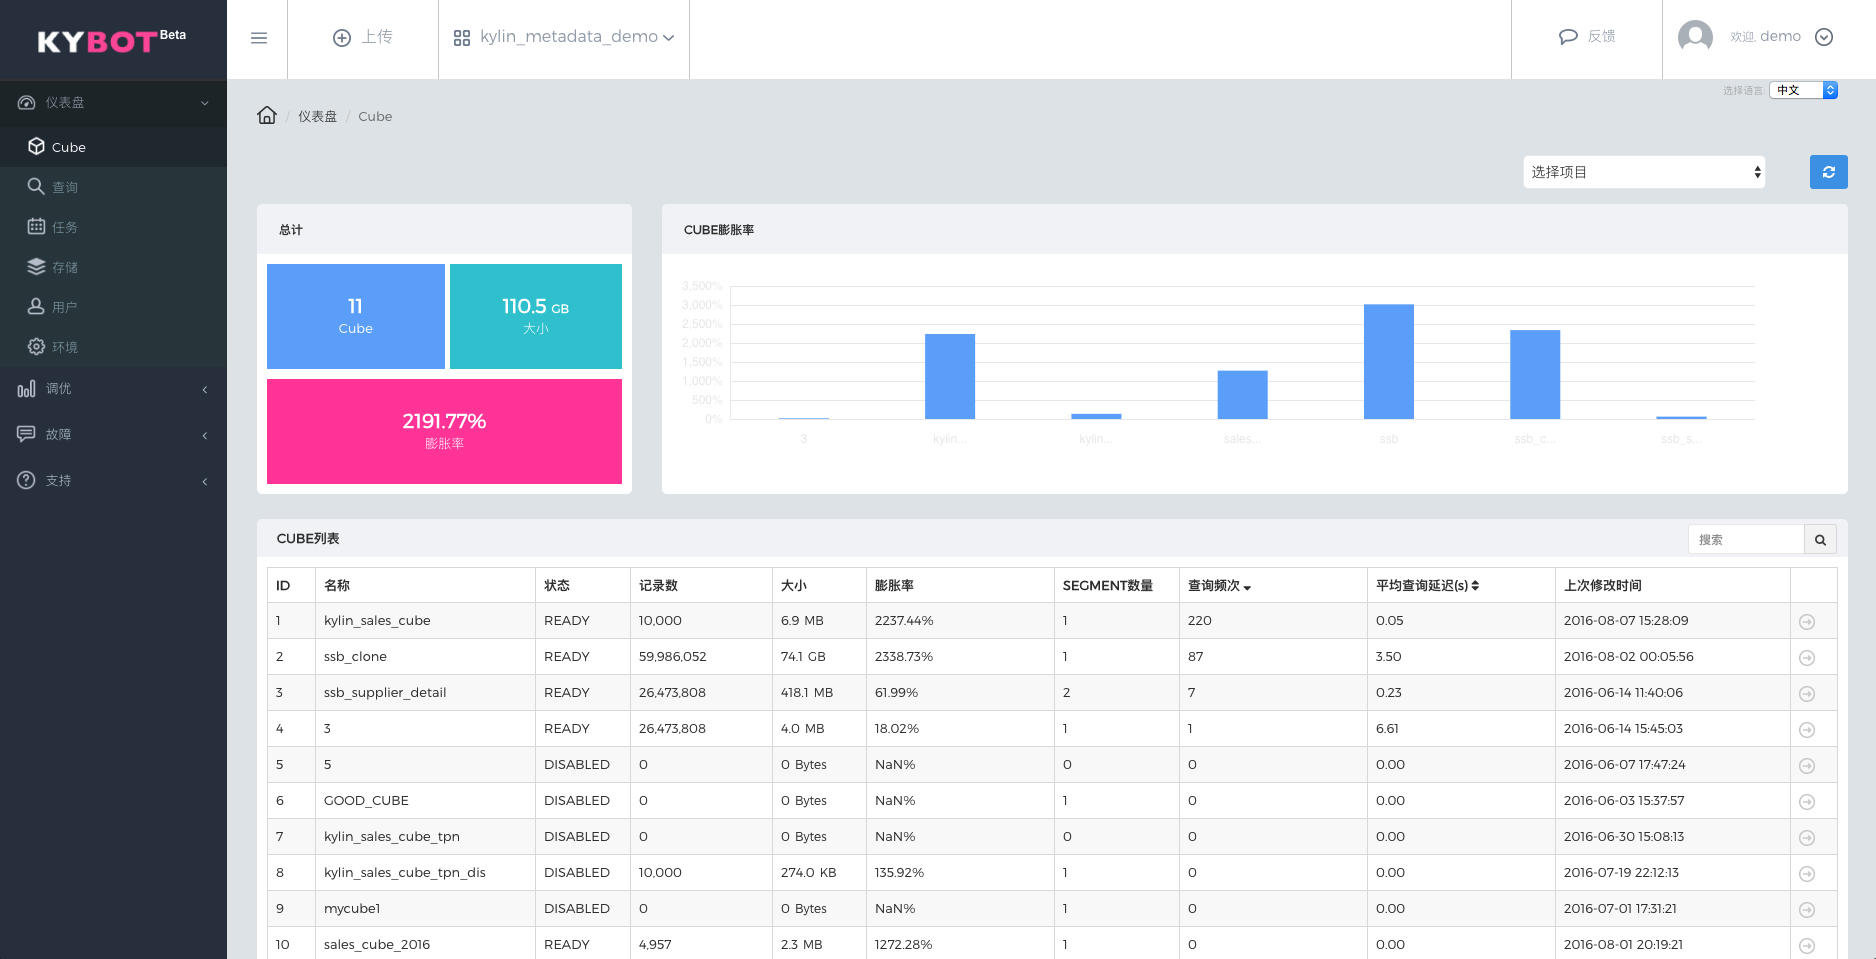 KYBOT Beta
上传
kylin_metadata_demo
反馈
欢迎, demo
选择语言:
中文
仪表盘
Cube
查询
任务
存储
用户
环境
调优
故障
支持
/ 仪表盘 / Cube
选择项目
总计
11
Cube
110.5 GB
大小
2191.77%
膨胀率
CUBE膨胀率
3,500%
3,000%
2,500%
2,000%
1,500%
1,000%
500%
0%
3 kylin... kylin... sales... ssb ssb_c... ssb_s...
CUBE列表
搜索
ID 名称 状态 记录数 大小 膨胀率 SEGMENT数量 查询频次 平均查询延迟(s) 上次修改时间
1 kylin_sales_cube READY 10,000 6.9 MB 2237.44% 1 220 0.05 2016-08-07 15:28:09
2 ssb_clone READY 59,986,052 74.1 GB 2338.73% 1 87 3.50 2016-08-02 00:05:56
3 ssb_supplier_detail READY 26,473,808 418.1 MB 61.99% 2 7 0.23 2016-06-14 11:40:06
4 3 READY 26,473,808 4.0 MB 18.02% 1 1 6.61 2016-06-14 15:45:03
5 5 DISABLED 0 0 Bytes NaN% 0 0 0.00 2016-06-07 17:47:24
6 GOOD_CUBE DISABLED 0 0 Bytes NaN% 1 0 0.00 2016-06-03 15:37:57
7 kylin_sales_cube_tpn DISABLED 0 0 Bytes NaN% 0 0 0.00 2016-06-30 15:08:13
8 kylin_sales_cube_tpn_dis DISABLED 10,000 274.0 KB 135.92% 1 0 0.00 2016-07-19 22:12:13
9 mycube1 DISABLED 0 0 Bytes NaN% 1 0 0.00 2016-07-01 17:31:21
10 sales_cube_2016 READY 4,957 2.3 MB 1272.28% 1 0 0.00 2016-08-01 20:19:21